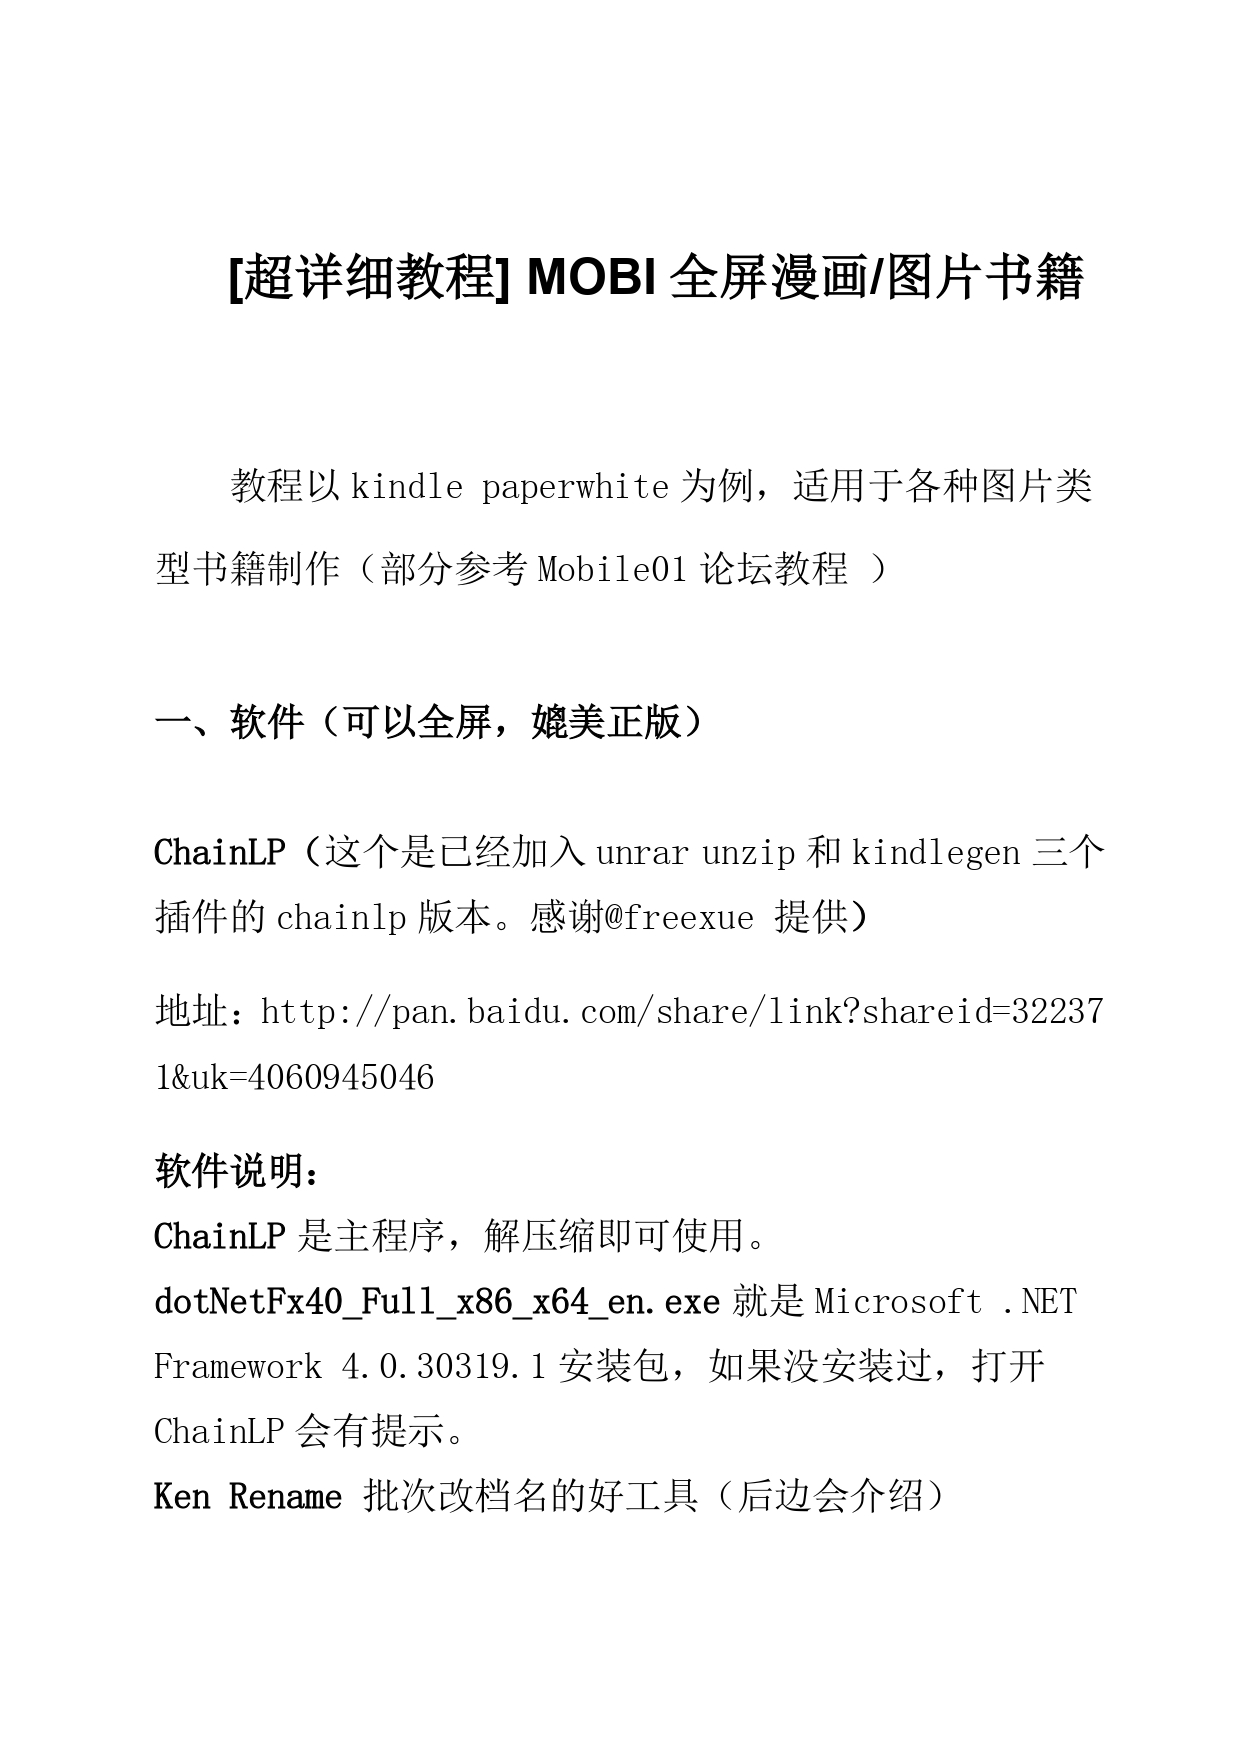 [超详细教程] MOBI 全屏漫画/图片书籍
教程以 kindle paperwhite 为例，适用于各种图片类
型书籍制作（部分参考 Mobile01 论坛教程 ）
一、软件（可以全屏，媲美正版）
ChainLP（这个是已经加入 unrar unzip 和 kindlegen 三个
插件的 chainlp 版本。感谢@freexue 提供）
地址：http://pan.baidu.com/share/link?shareid=32237
1&uk=4060945046
软件说明：
ChainLP 是主程序，解压缩即可使用。
dotNetFx40_Full_x86_x64_en.exe 就是 Microsoft .NET
Framework 4.0.30319.1 安装包，如果没安装过，打开
ChainLP 会有提示。
Ken Rename 批次改档名的好工具（后边会介绍）